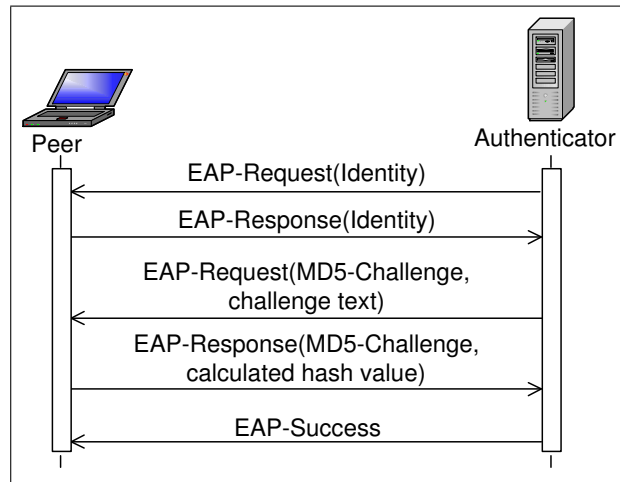 Peer
Authenticator
EAP-Request(Identity)
EAP-Response(Identity)
EAP-Request(MD5-Challenge,
challenge text)
EAP-Response(MD5-Challenge,
calculated hash value)
EAP-Success